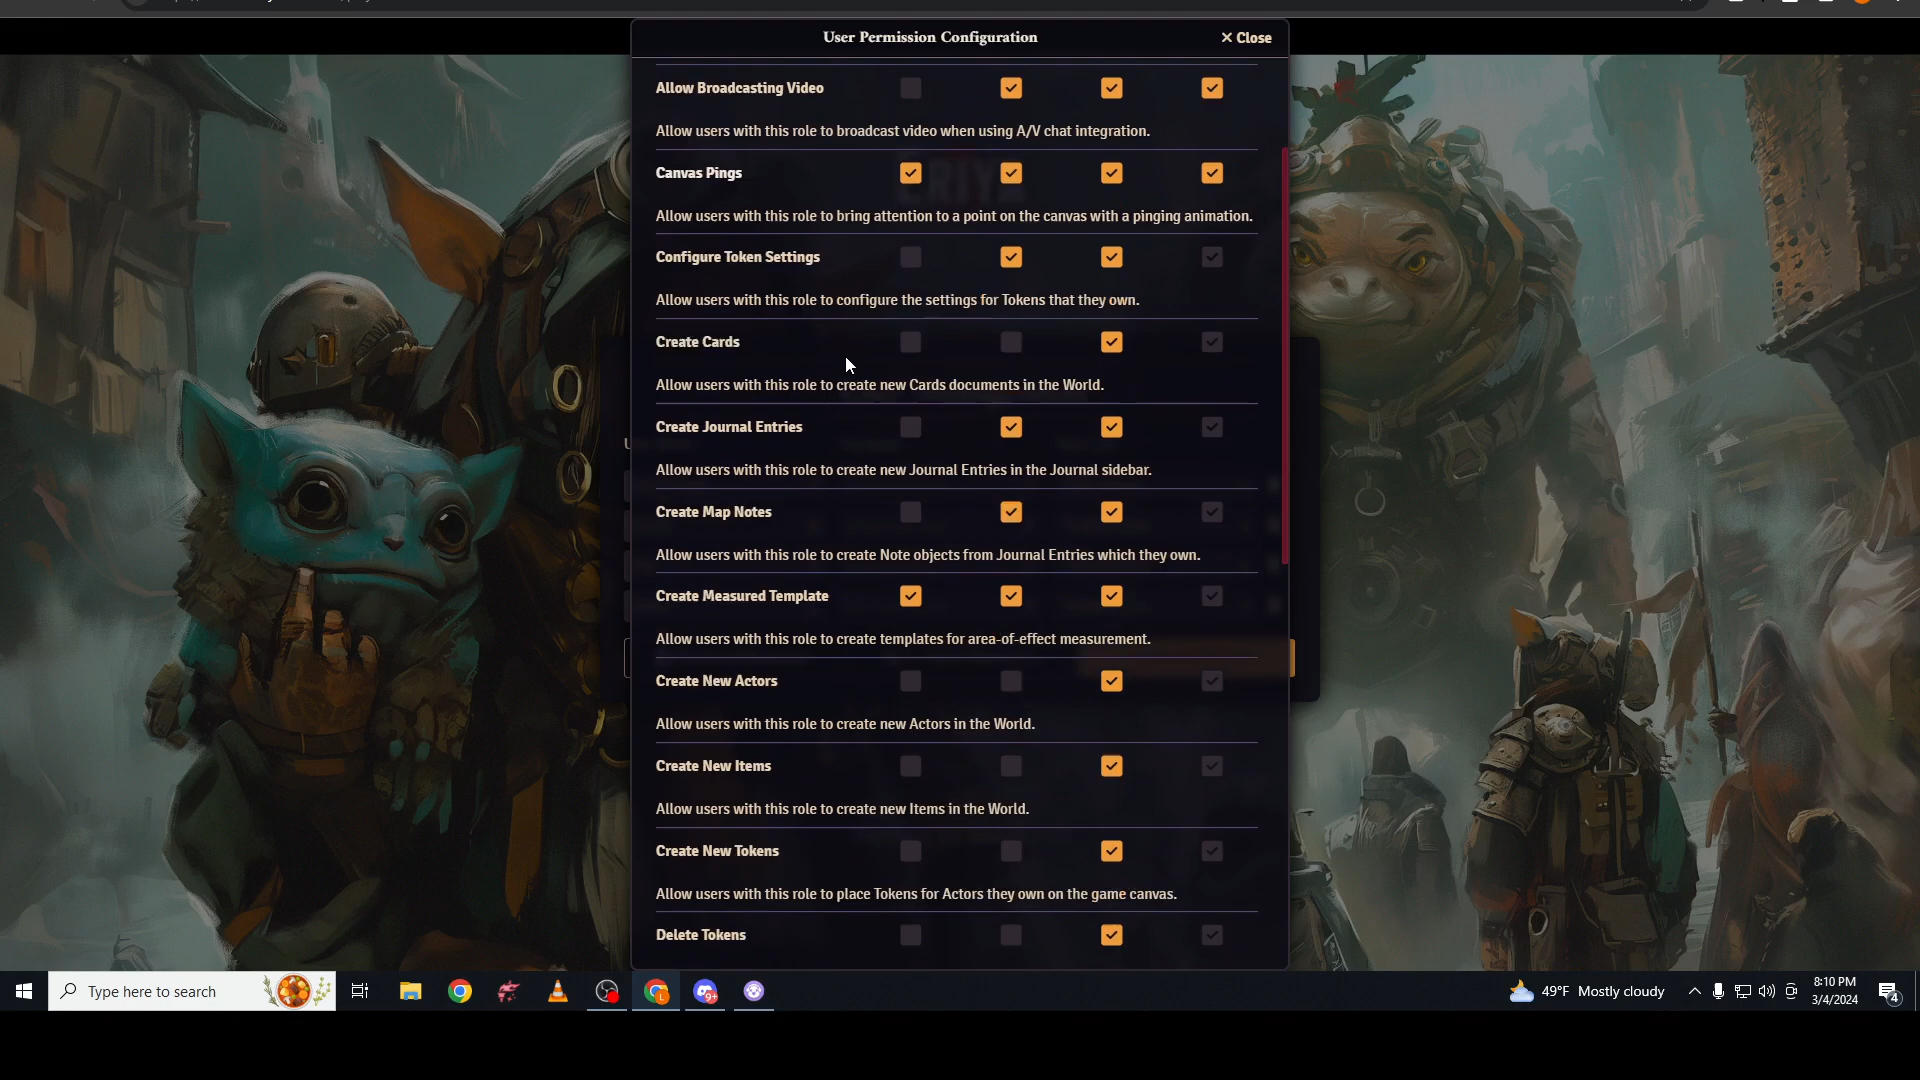 User Permission Configuration
Close
Allow Broadcasting Video
Allow users with this role to broadcast video when using A/V chat integration.
Canvas Pings
Allow users with this role to bring attention to a point on the canvas with a pinging animation.
Configure Token Settings
Allow users with this role to configure the settings for Tokens that they own.
Create Cards
Allow users with this role to create new Cards documents in the World.
Create Journal Entries
Allow users with this role to create new Journal Entries in the Journal sidebar.
Create Map Notes
Allow users with this role to create Note objects from Journal Entries which they own.
Create Measured Template
Allow users with this role to create templates for area-of-effect measurement.
Create New Actors
Allow users with this role to create new Actors in the World.
Create New Items
Allow users with this role to create new Items in the World.
Create New Tokens
Allow users with this role to place Tokens for Actors they own on the game canvas.
Delete Tokens
Type here to search
L
9+
49°F Mostly cloudy
8:10 PM
3/4/2024
4